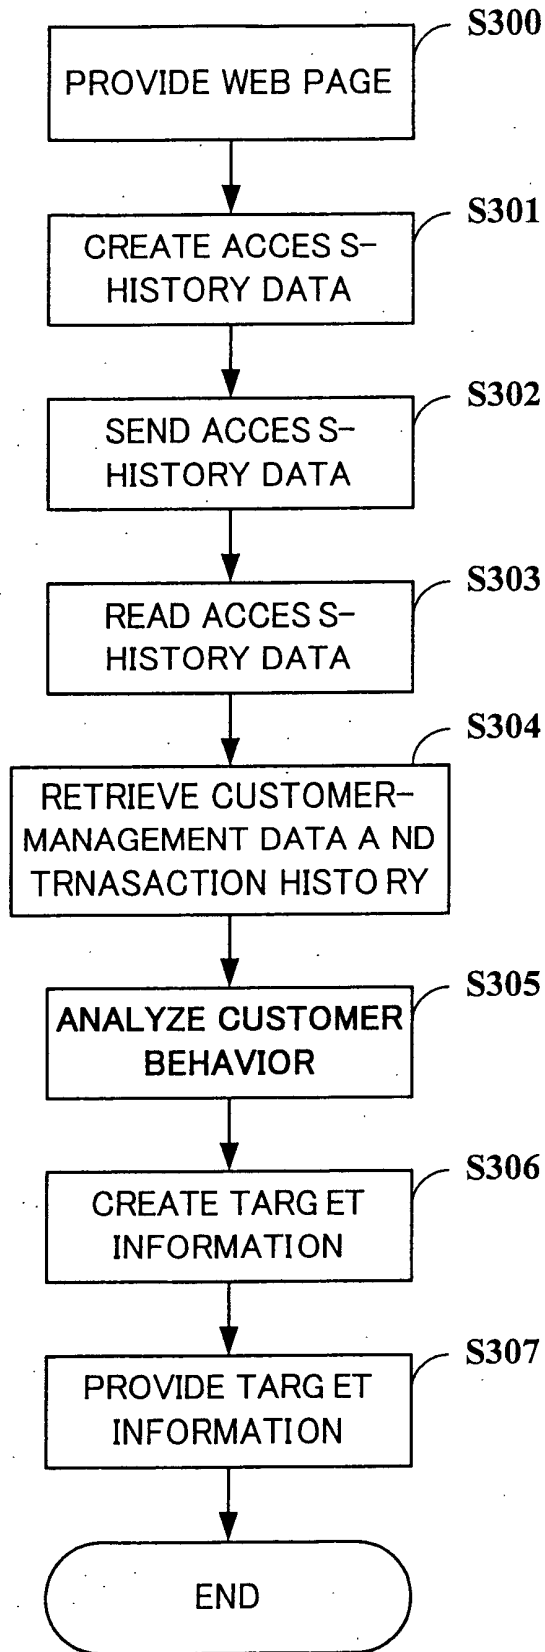 S300
PROVIDE WEB PAGE
S301
CREATE ACCES S-
HISTORY DATA
S302
SEND ACCES S-
HISTORY DATA
S303
READ ACCES S-
HISTORY DATA
S304
RETRIEVE CUSTOMER-
MANAGEMENT DATA A ND
TRNASACTION HISTO RY
S305
ANALYZE CUSTOMER
BEHAVIOR
S306
CREATE TARG ET
INFORMATION
S307
PROVIDE TARG ET
INFORMATION
END